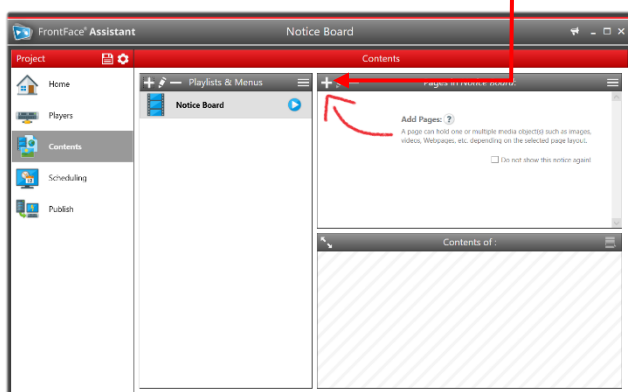 FrontFace® Assistant
Notice Board
Project
Contents
Home
Players
Contents
Scheduling
Publish
Playlists & Menus
Notice Board
Pages in Notice Board:
Add Pages: ?
A page can hold one or multiple media object(s) such as images,
videos, Webpages, etc. depending on the selected page layout.
Do not show this notice again!
Contents of :